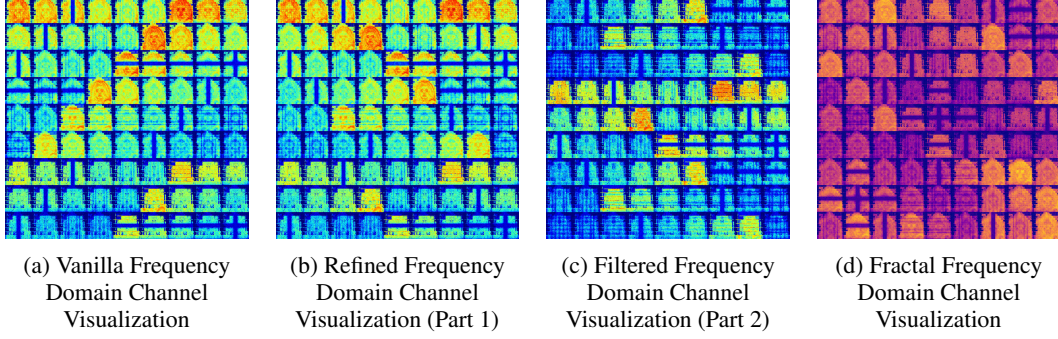 (a) Vanilla Frequency
Domain Channel
Visualization
(b) Refined Frequency
Domain Channel
Visualization (Part 1)
(c) Filtered Frequency
Domain Channel
Visualization (Part 2)
(d) Fractal Frequency
Domain Channel
Visualization